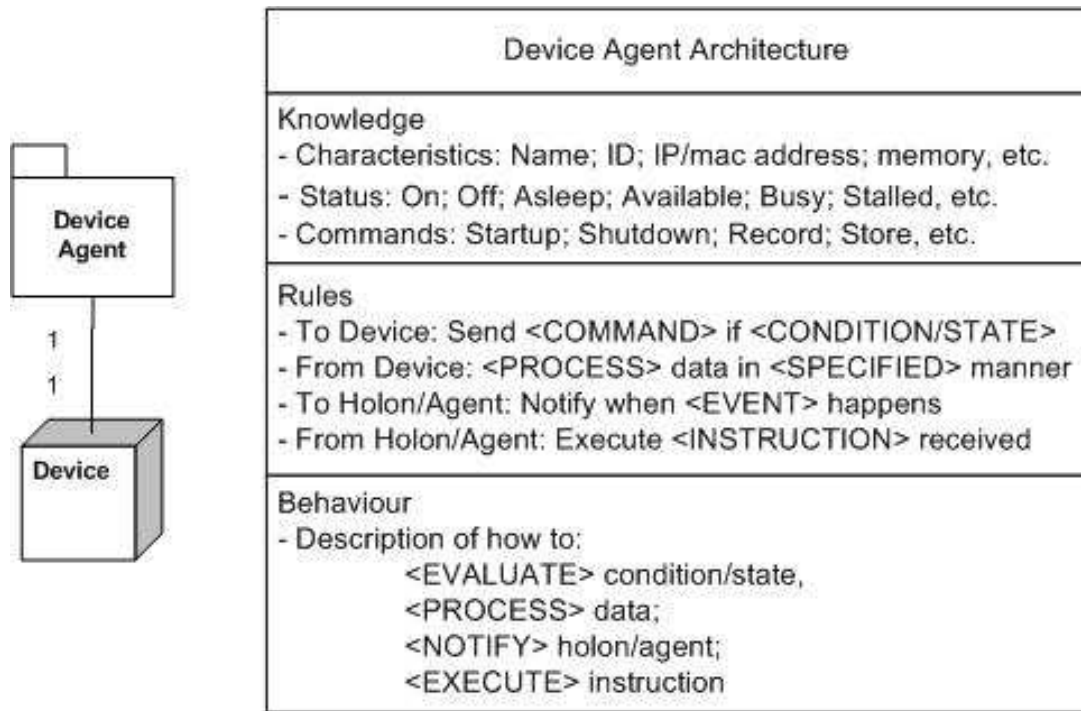 Device
Agent
1
1
Device
Device Agent Architecture
Knowledge
- Characteristics: Name; ID; IP/mac address; memory, etc.
- Status: On; Off; Asleep; Available; Busy; Stalled, etc.
- Commands: Startup; Shutdown; Record; Store, etc.
Rules
- To Device: Send <COMMAND> if <CONDITION/STATE>
- From Device: <PROCESS> data in <SPECIFIED> manner
- To Holon/Agent: Notify when <EVENT> happens
- From Holon/Agent: Execute <INSTRUCTION> received
Behaviour
- Description of how to:
<EVALUATE> condition/state,
<PROCESS> data;
<NOTIFY> holon/agent;
<EXECUTE> instruction